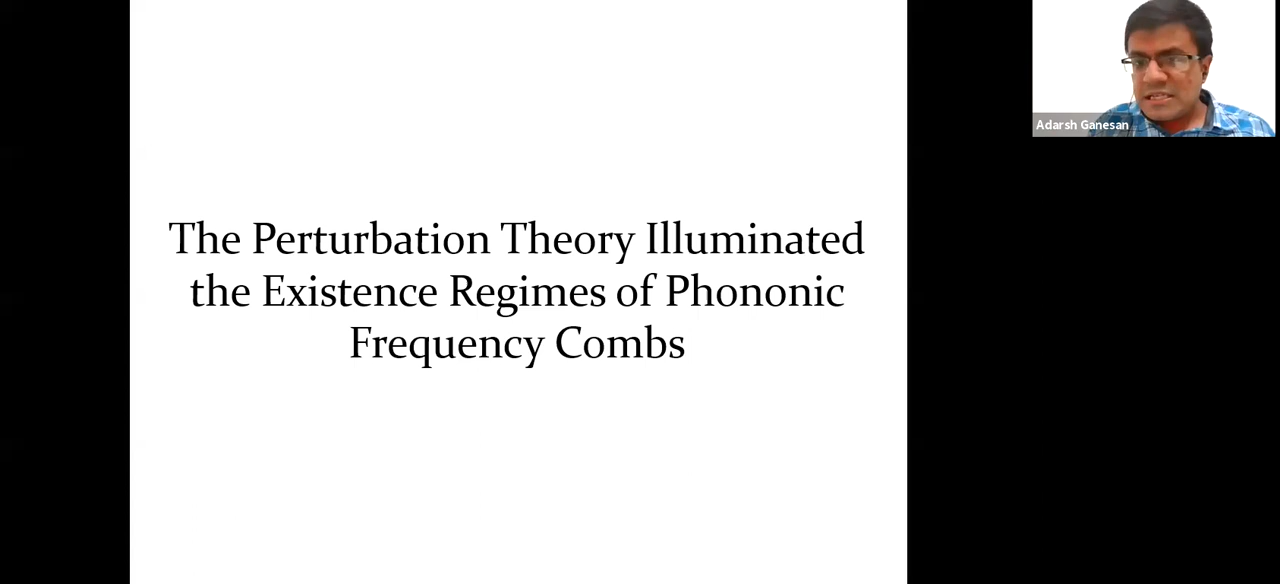 The Perturbation Theory Illuminated
the Existence Regimes of Phononic
Frequency Combs
Adarsh Ganesan